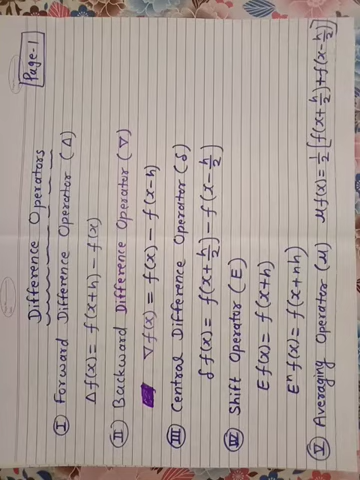 Page-1
Difference Operators
I Forward Difference Operator (Δ)
Δf(x) = f(x+h) - f(x)
II Backward Difference Operator (∇)
∇f(x) = f(x) - f(x-h)
III Central Difference Operator (δ)
δf(x) = f(x+h/2) - f(x-h/2)
IV Shift Operator (E)
Ef(x) = f(x+h)
Eⁿf(x) = f(x+nh)
V Averaging Operator (μ) μf(x) = 1/2[f(x+h/2)+f(x-h/2)]